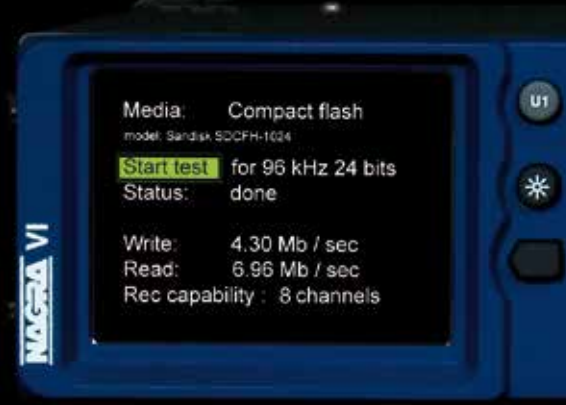 Media: Compact flash
model: Sandisk SDCFH-1024
Start test for 96 kHz 24 bits
Status: done
Write: 4.30 Mb / sec
Read: 6.96 Mb / sec
Rec capability : 8 channels
NAGRA VI
U1